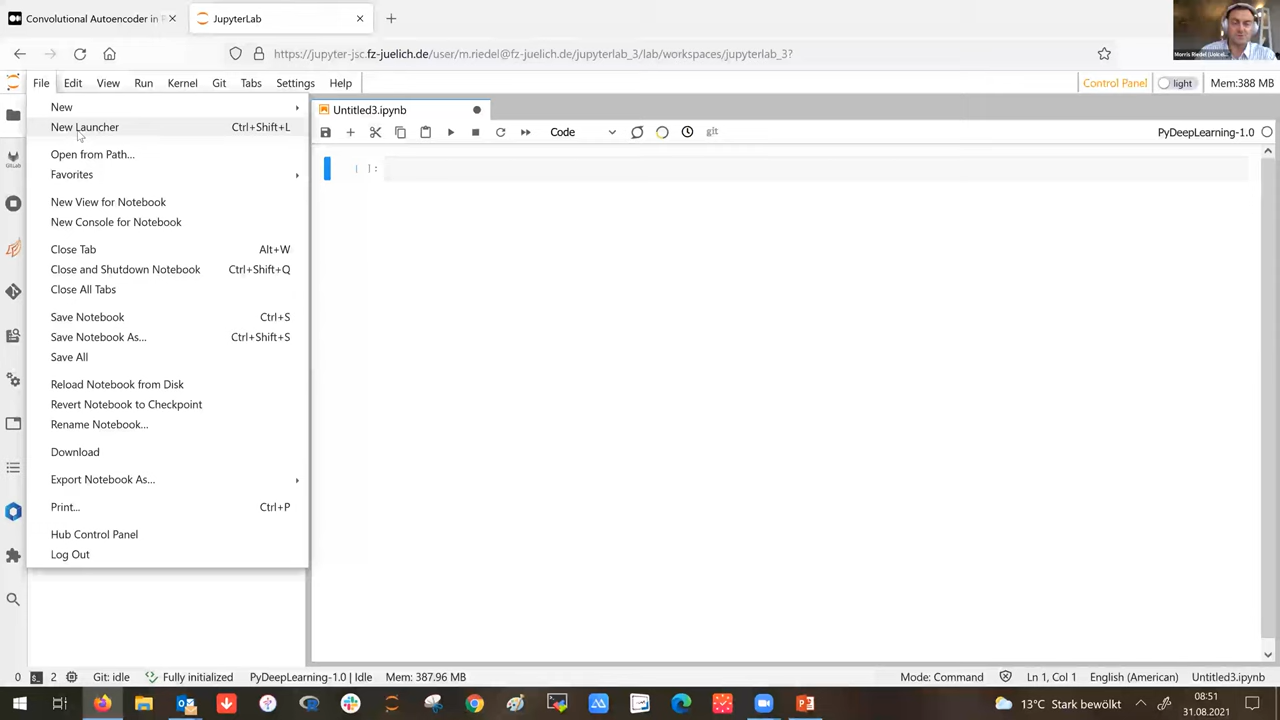 Convolutional Autoencoder in
JupyterLab
https://jupyter-jsc.fz-juelich.de/user/m.riedel@fz-juelich.de/jupyterlab_3/lab/workspaces/jupyterlab_3?
File Edit View Run Kernel Git Tabs Settings Help
Control Panel light Mem:388 MB
New
New Launcher Ctrl+Shift+L
Open from Path...
Favorites
New View for Notebook
New Console for Notebook
Close Tab Alt+W
Close and Shutdown Notebook Ctrl+Shift+Q
Close All Tabs
Save Notebook Ctrl+S
Save Notebook As... Ctrl+Shift+S
Save All
Reload Notebook from Disk
Revert Notebook to Checkpoint
Rename Notebook...
Download
Export Notebook As...
Print... Ctrl+P
Hub Control Panel
Log Out
Untitled3.ipynb
Code git PyDeepLearning-1.0
[ ]:
0 2 Git: idle Fully initialized PyDeepLearning-1.0 | Idle Mem: 387.96 MB
Mode: Command Ln 1, Col 1 English (American) Untitled3.ipynb
13°C Stark bewölkt
08:51
31.08.2021